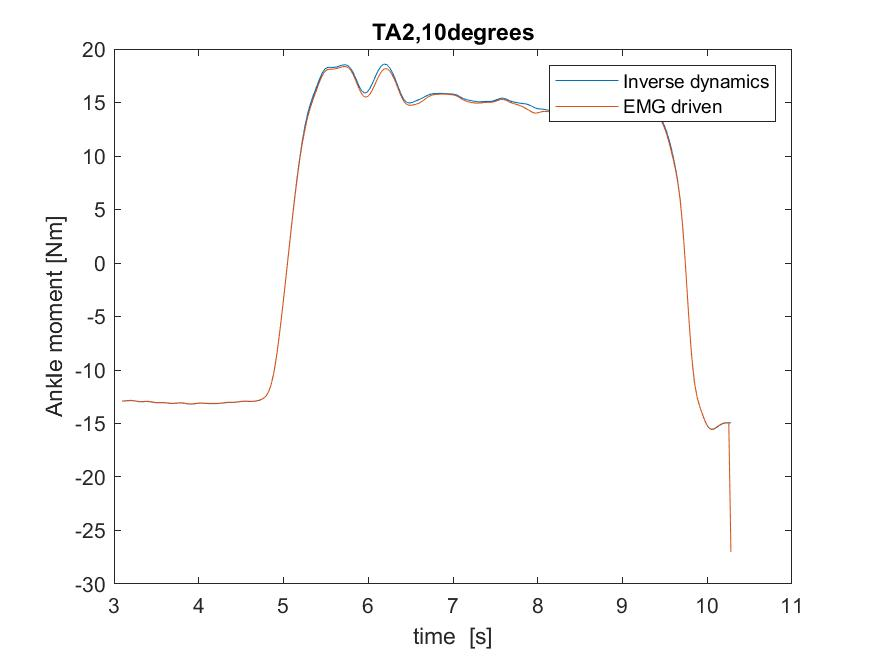 TA2,10degrees
20
15
10
5
0
-5
-10
-15
-20
-25
-30
Ankle moment [Nm]
Inverse dynamics
EMG driven
3 4 5 6 7 8 9 10 11
time [s]